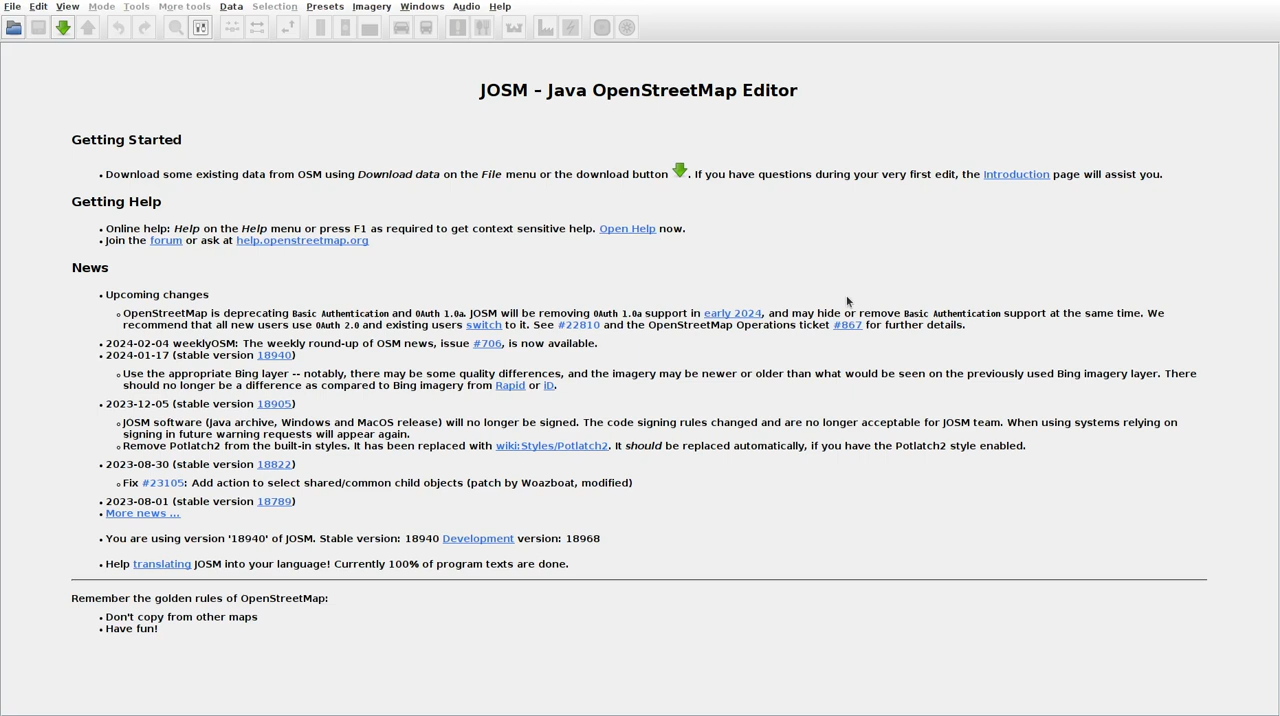 File Edit View Mode Tools More tools Data Selection Presets Imagery Windows Audio Help
JOSM – Java OpenStreetMap Editor
Getting Started
• Download some existing data from OSM using Download data on the File menu or the download button . If you have questions during your very first edit, the Introduction page will assist you.
Getting Help
• Online help: Help on the Help menu or press F1 as required to get context sensitive help. Open Help now.
• Join the forum or ask at help.openstreetmap.org
News
• Upcoming changes
◦ OpenStreetMap is deprecating Basic Authentication and OAuth 1.0a. JOSM will be removing OAuth 1.0a support in early 2024, and may hide or remove Basic Authentication support at the same time. We
recommend that all new users use OAuth 2.0 and existing users switch to it. See #22810 and the OpenStreetMap Operations ticket #867 for further details.
• 2024-02-04 weeklyOSM: The weekly round-up of OSM news, issue #706, is now available.
• 2024-01-17 (stable version 18940)
◦ Use the appropriate Bing layer -- notably, there may be some quality differences, and the imagery may be newer or older than what would be seen on the previously used Bing imagery layer. There
should no longer be a difference as compared to Bing imagery from Rapid or iD.
• 2023-12-05 (stable version 18905)
◦ JOSM software (Java archive, Windows and MacOS release) will no longer be signed. The code signing rules changed and are no longer acceptable for JOSM team. When using systems relying on
signing in future warning requests will appear again.
◦ Remove Potlatch2 from the built-in styles. It has been replaced with wiki:Styles/Potlatch2. It should be replaced automatically, if you have the Potlatch2 style enabled.
• 2023-08-30 (stable version 18822)
◦ Fix #23105: Add action to select shared/common child objects (patch by Woazboat, modified)
• 2023-08-01 (stable version 18789)
• More news ...
• You are using version '18940' of JOSM. Stable version: 18940 Development version: 18968
• Help translating JOSM into your language! Currently 100% of program texts are done.
Remember the golden rules of OpenStreetMap:
• Don't copy from other maps
• Have fun!